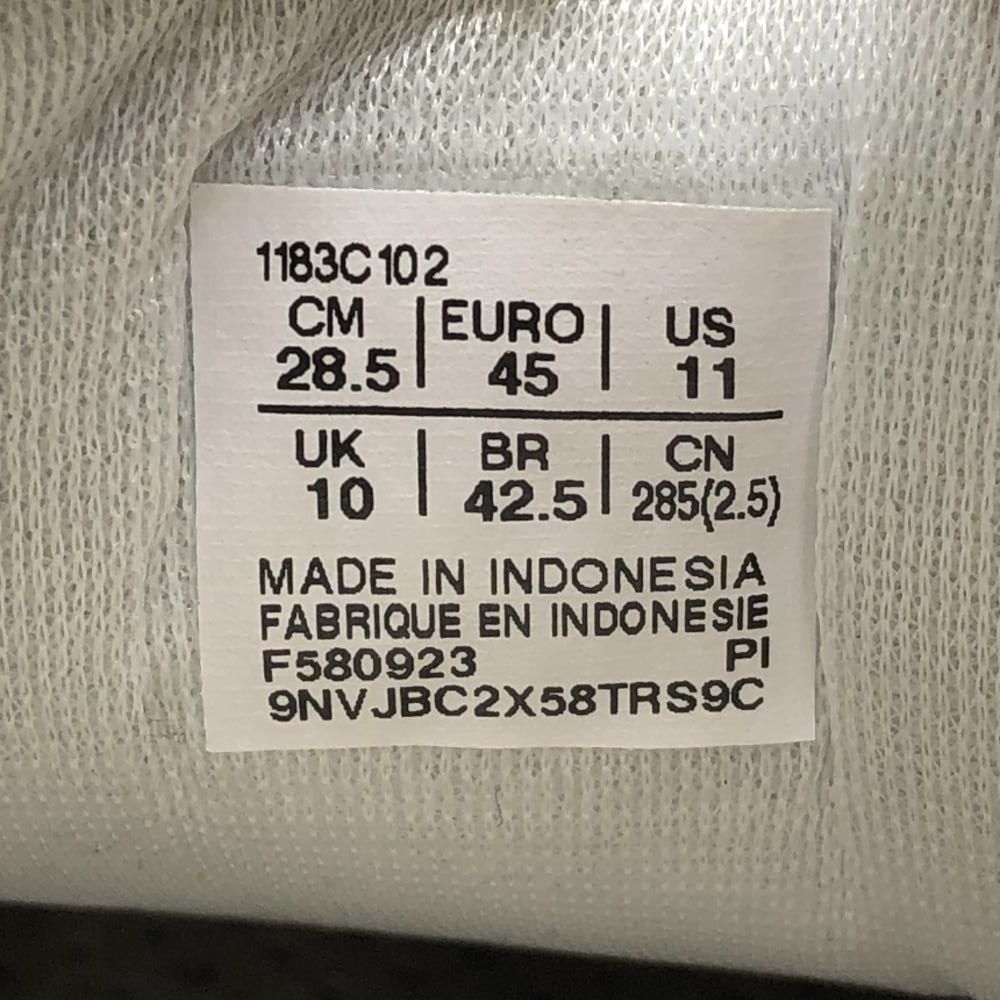 1183C102
CM | EURO | US
28.5 | 45 | 11
UK | BR | CN
10 | 42.5 | 285(2.5)
MADE IN INDONESIA
FABRIQUE EN INDONESIE
F580923 PI
9NVJBC2X58TRS9C